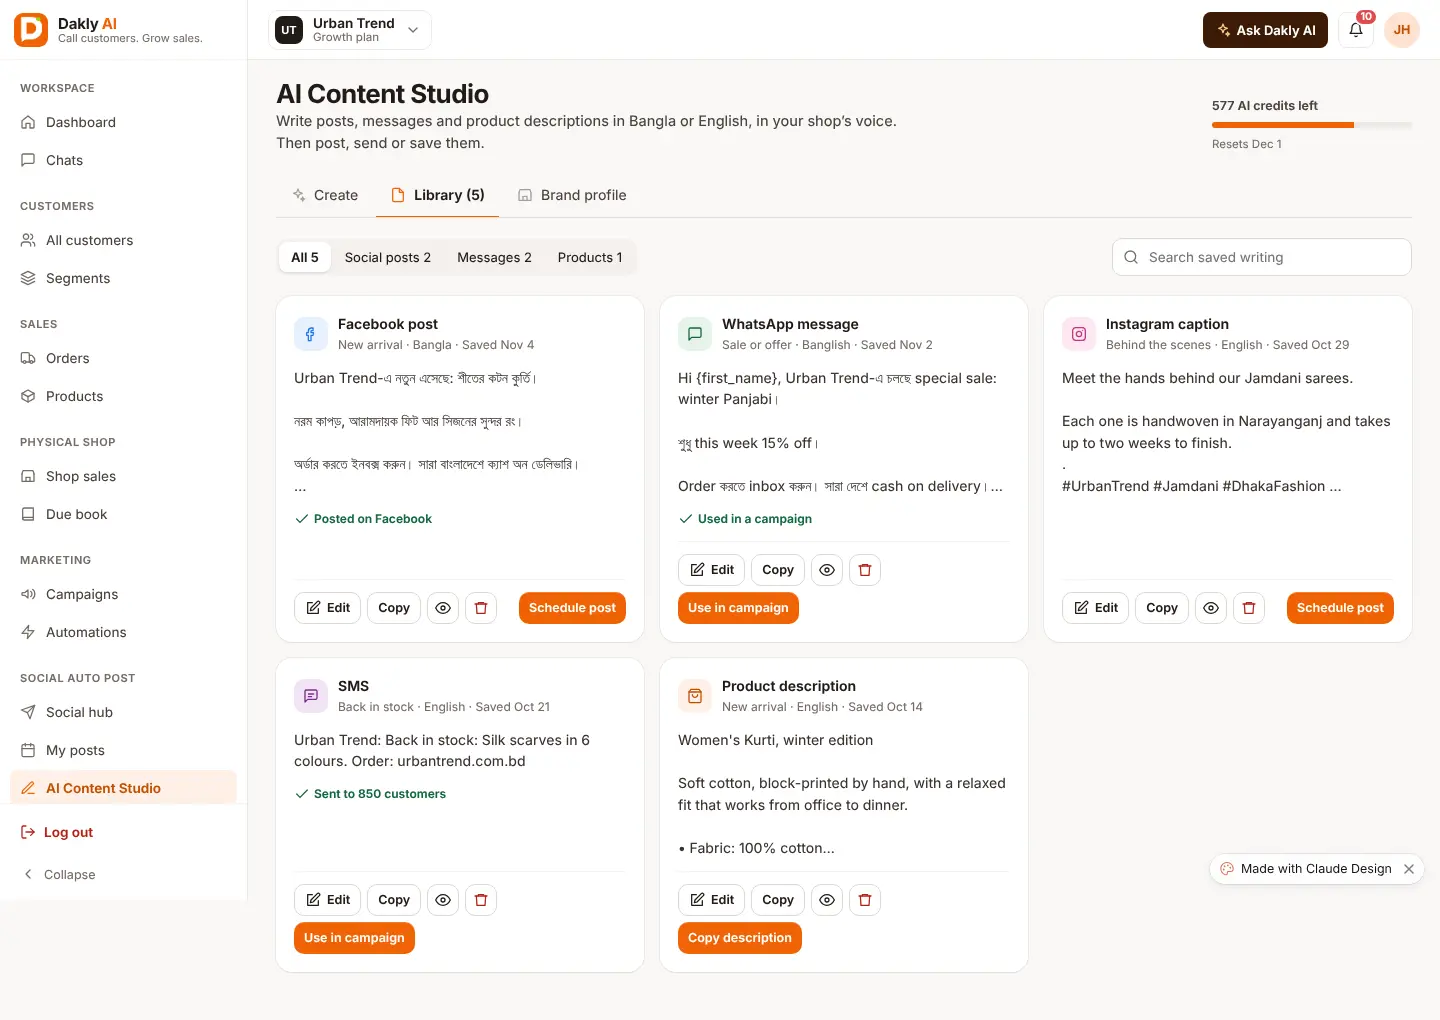 Dakly AI
Call customers. Grow sales.
UT
Urban Trend
Growth plan
Ask Dakly AI
10
JH
WORKSPACE
Dashboard
Chats
CUSTOMERS
All customers
Segments
SALES
Orders
Products
PHYSICAL SHOP
Shop sales
Due book
MARKETING
Campaigns
Automations
SOCIAL AUTO POST
Social hub
My posts
AI Content Studio
Log out
Collapse
AI Content Studio
Write posts, messages and product descriptions in Bangla or English, in your shop's voice.
Then post, send or save them.
577 AI credits left
Resets Dec 1
Create
Library (5)
Brand profile
All 5
Social posts 2
Messages 2
Products 1
Search saved writing
Facebook post
New arrival · Bangla · Saved Nov 4
Urban Trend-এ নতুন এসেছে: শীতের কটন কুর্তি।
নরম কাপড়, আরামদায়ক ফিট আর সিজনের সুন্দর রং।
অর্ডার করতে ইনবক্স করুন। সারা বাংলাদেশে ক্যাশ অন ডেলিভারি।
...
Posted on Facebook
Edit
Copy
Schedule post
WhatsApp message
Sale or offer · Banglish · Saved Nov 2
Hi {first_name}, Urban Trend-এ চলছে special sale:
winter Panjabi।
শুধু this week 15% off।
Order করতে inbox করুন। সারা দেশে cash on delivery।...
Used in a campaign
Edit
Copy
Use in campaign
Instagram caption
Behind the scenes · English · Saved Oct 29
Meet the hands behind our Jamdani sarees.
Each one is handwoven in Narayanganj and takes
up to two weeks to finish.
.
#UrbanTrend #Jamdani #DhakaFashion ...
Edit
Copy
Schedule post
SMS
Back in stock · English · Saved Oct 21
Urban Trend: Back in stock: Silk scarves in 6
colours. Order: urbantrend.com.bd
Sent to 850 customers
Edit
Copy
Use in campaign
Product description
New arrival · English · Saved Oct 14
Women's Kurti, winter edition
Soft cotton, block-printed by hand, with a relaxed
fit that works from office to dinner.
• Fabric: 100% cotton...
Edit
Copy
Copy description
Made with Claude Design